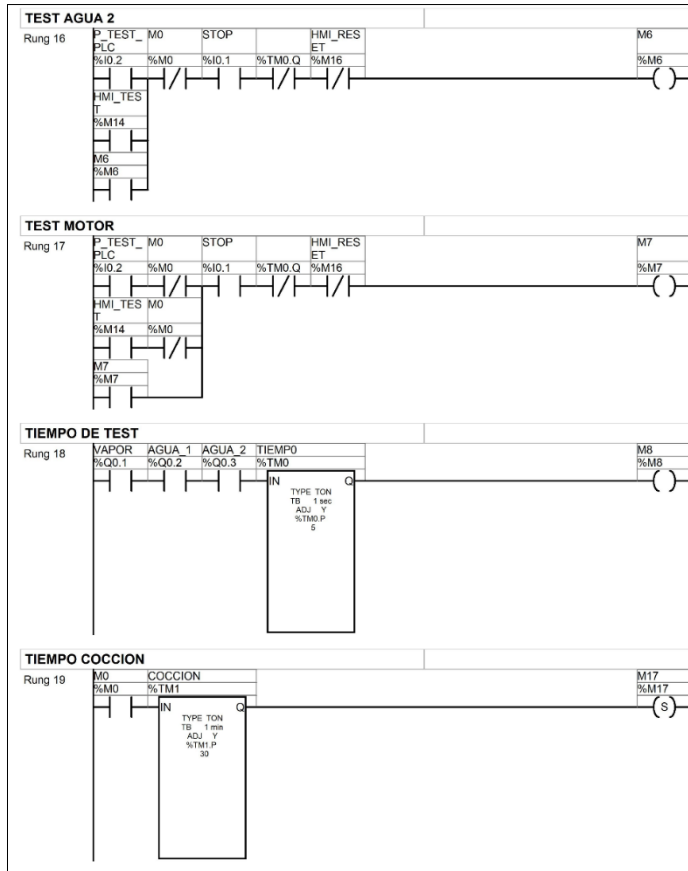 TEST AGUA 2
Rung 16
P_TEST_ M0 STOP HMI_RES M6
PLC ET
%I0.2 %M0 %I0.1 %TM0.Q %M16 %M6
HMI_TES
T
%M14
M6
%M6
TEST MOTOR
Rung 17
P_TEST_ M0 STOP HMI_RES M7
PLC ET
%I0.2 %M0 %I0.1 %TM0.Q %M16 %M7
HMI_TES M0
T
%M14 %M0
M7
%M7
TIEMPO DE TEST
Rung 18
VAPOR AGUA_1 AGUA_2 TIEMP0 M8
%Q0.1 %Q0.2 %Q0.3 %TM0 %M8
IN Q
TYPE TON
TB 1 sec
ADJ Y
%TM0.P
5
TIEMPO COCCION
Rung 19
M0 COCCION M17
%M0 %TM1 %M17
IN Q S
TYPE TON
TB 1 min
ADJ Y
%TM1.P
30